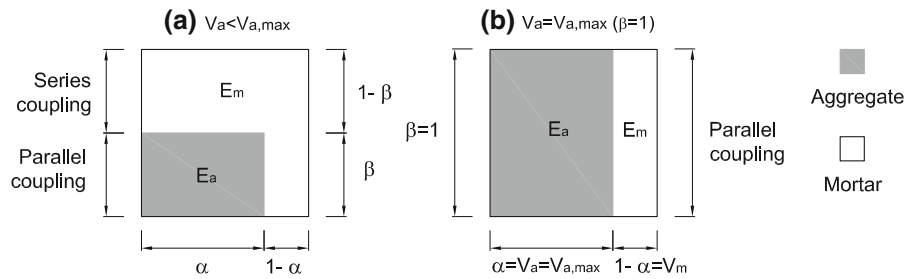 (a) Va<Va,max
Series
coupling
Parallel
coupling
Em
Ea
1- β
β
α
1- α
(b) Va=Va,max (β=1)
β=1
Ea
Em
Parallel
coupling
α=Va=Va,max
1- α=Vm
Aggregate
Mortar